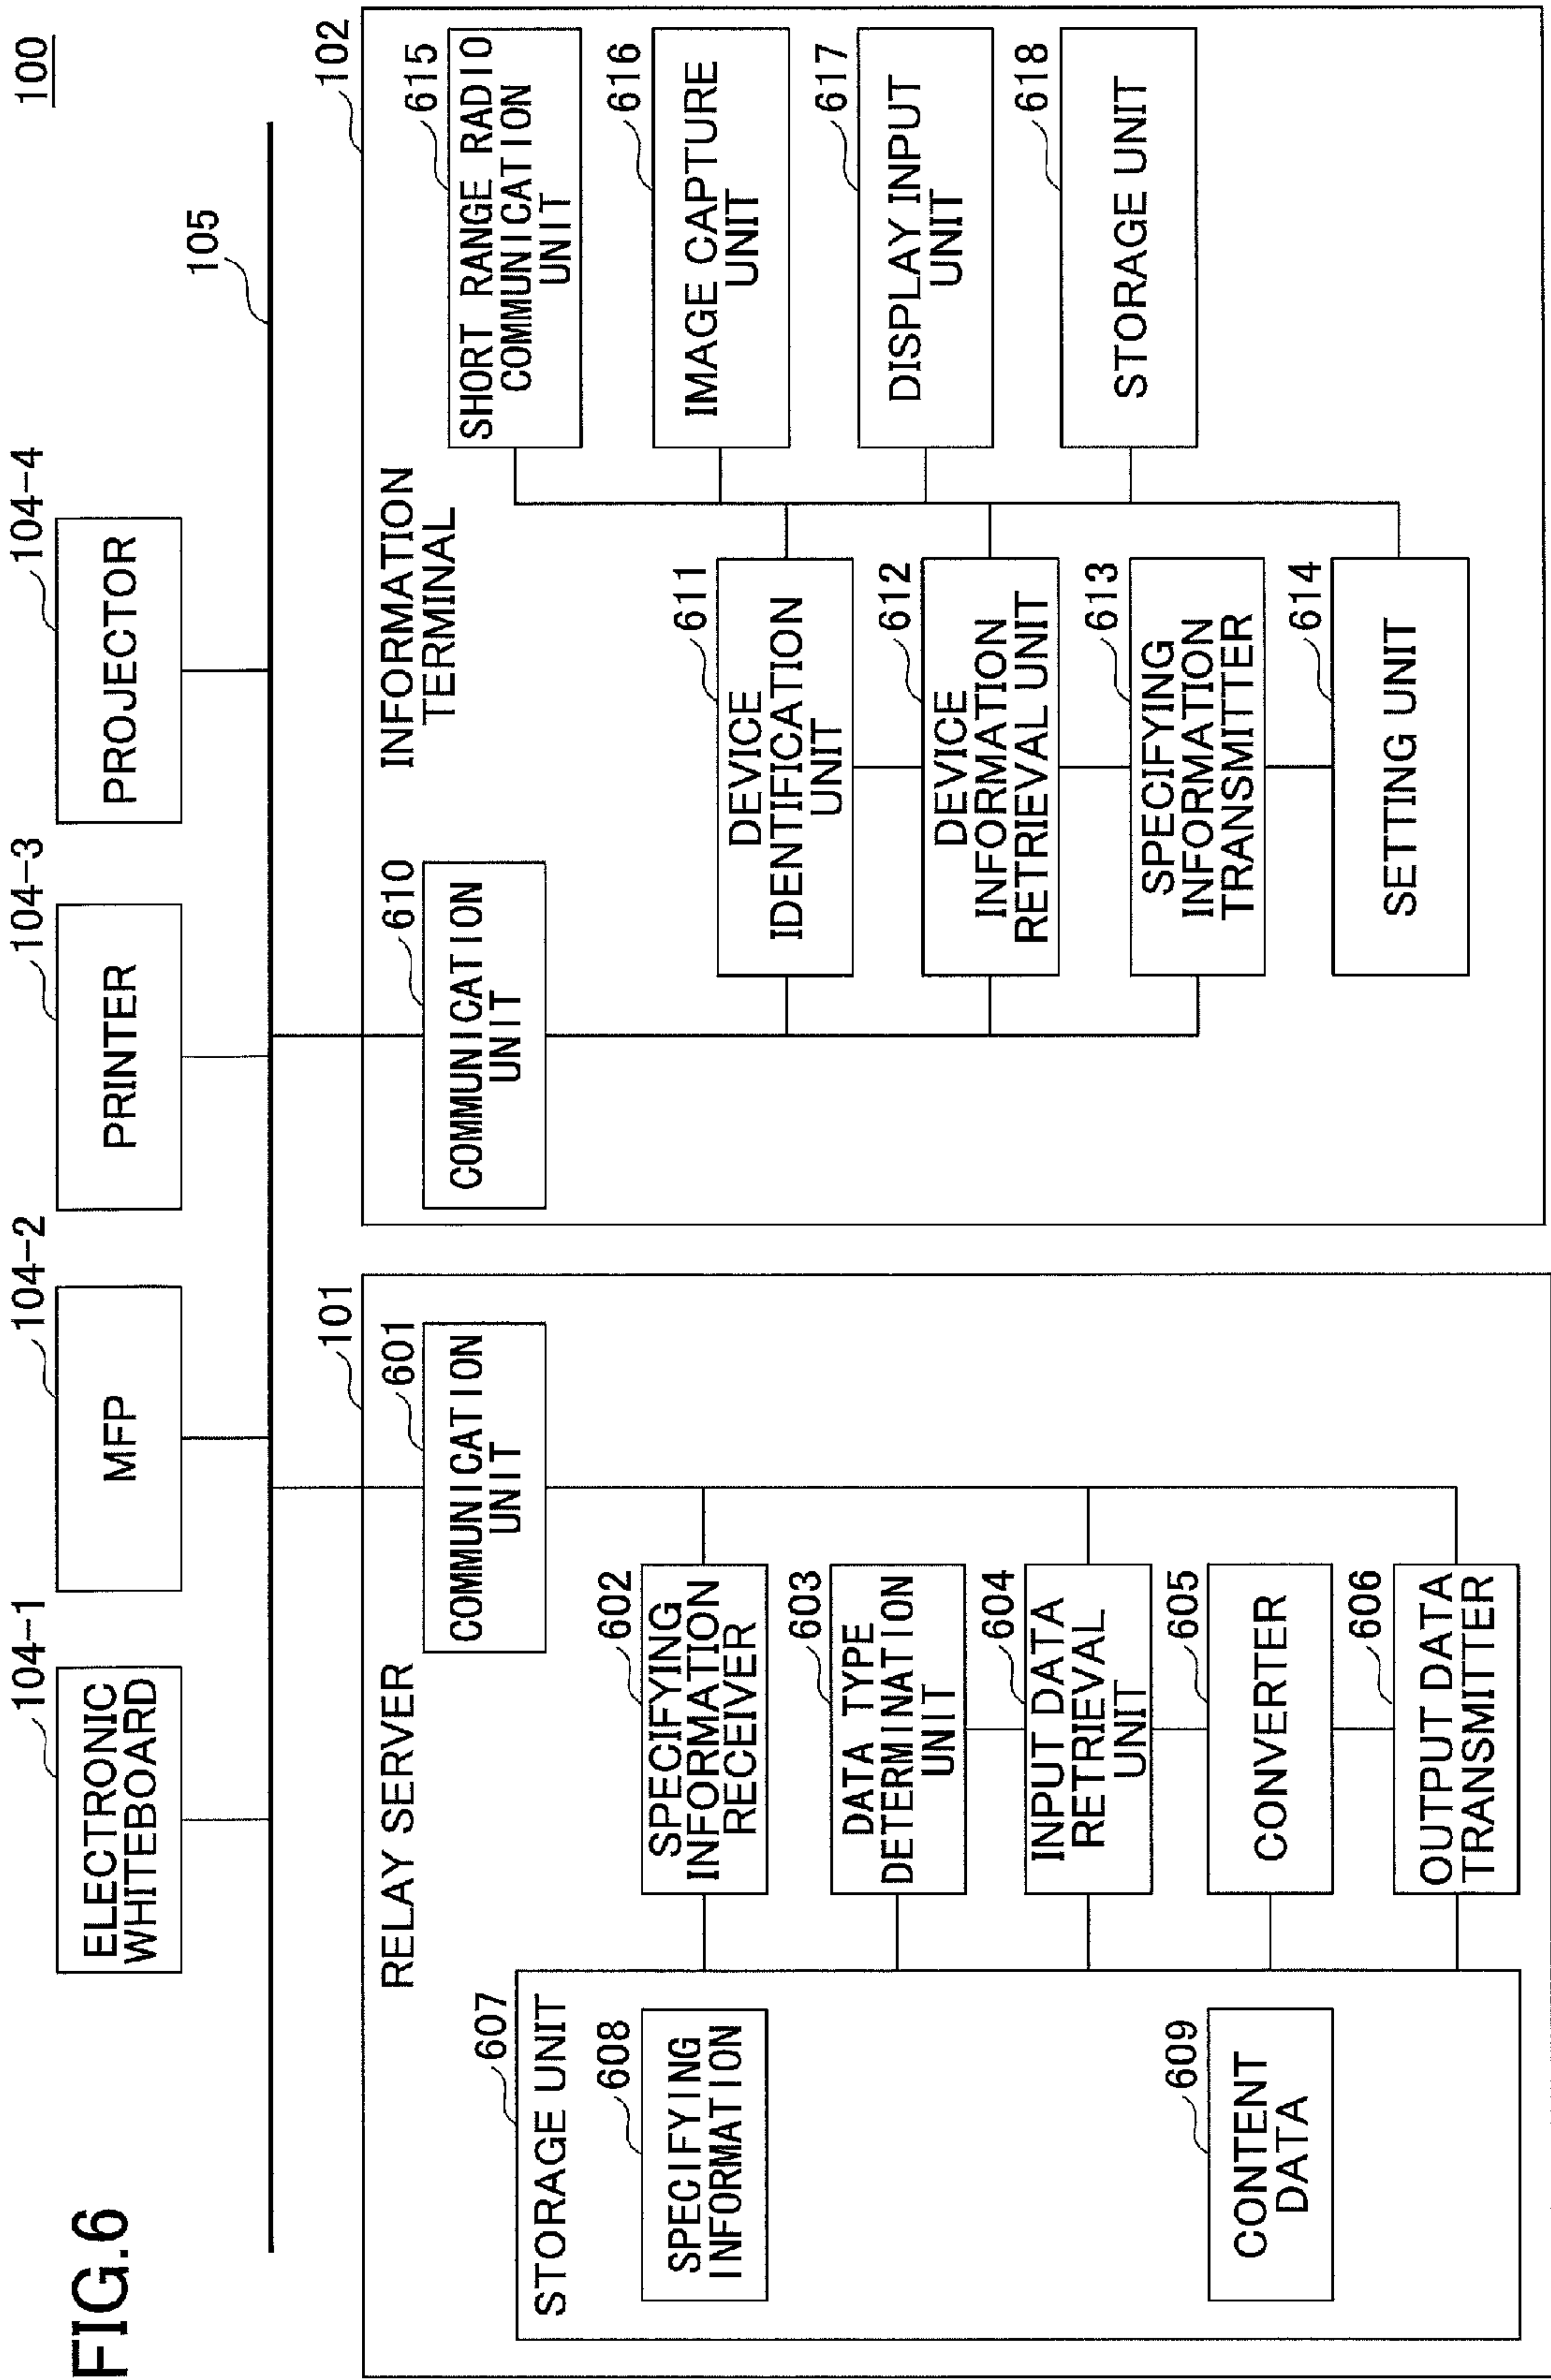 FIG.6
100
104-1
ELECTRONIC
WHITEBOARD
104-2
MFP
104-3
PRINTER
104-4
PROJECTOR
105
101
RELAY SERVER
601
COMMUNICATION
UNIT
607
STORAGE UNIT
608
SPECIFYING
INFORMATION
609
CONTENT
DATA
602
SPECIFYING
INFORMATION
RECEIVER
603
DATA TYPE
DETERMINATION
UNIT
604
INPUT DATA
RETRIEVAL
UNIT
605
CONVERTER
606
OUTPUT DATA
TRANSMITTER
102
INFORMATION
TERMINAL
610
COMMUNICATION
UNIT
611
DEVICE
IDENTIFICATION
UNIT
612
DEVICE
INFORMATION
RETRIEVAL UNIT
613
SPECIFYING
INFORMATION
TRANSMITTER
614
SETTING UNIT
615
SHORT RANGE RADIO
COMMUNICATION
UNIT
616
IMAGE CAPTURE
UNIT
617
DISPLAY INPUT
UNIT
618
STORAGE UNIT